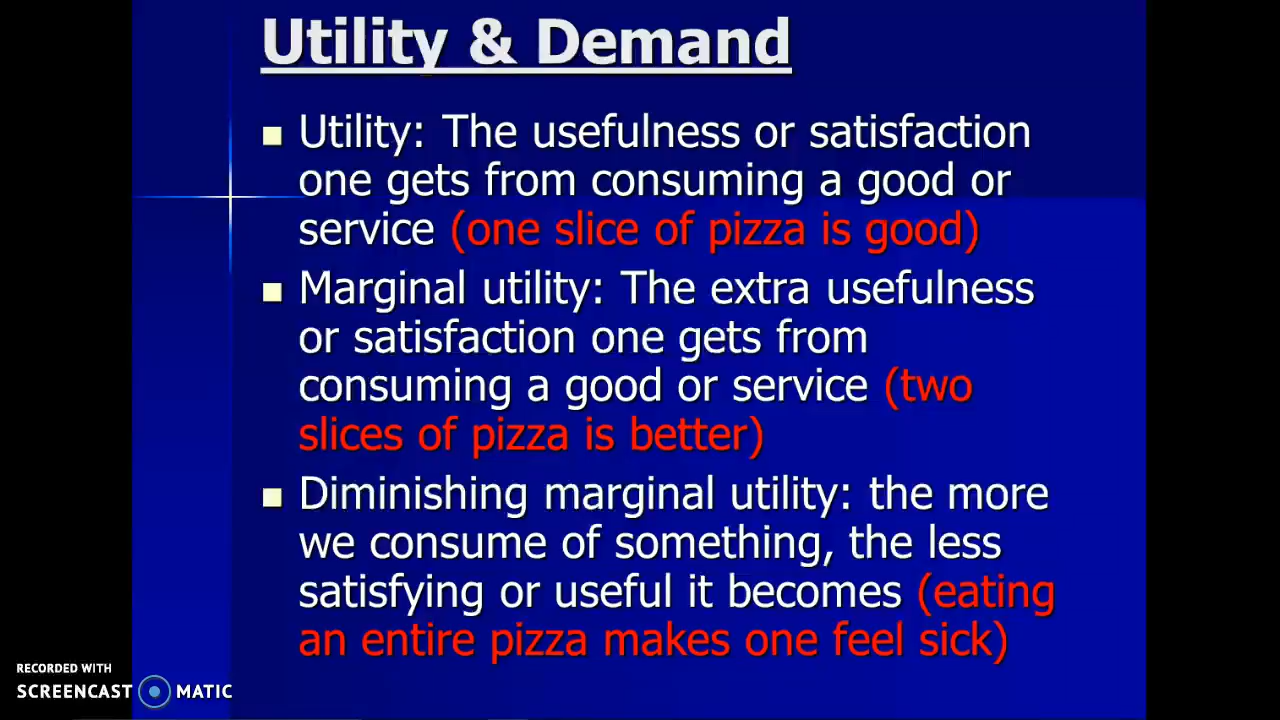 Utility & Demand
Utility: The usefulness or satisfaction
one gets from consuming a good or
service (one slice of pizza is good)
Marginal utility: The extra usefulness
or satisfaction one gets from
consuming a good or service (two
slices of pizza is better)
Diminishing marginal utility: the more
we consume of something, the less
satisfying or useful it becomes (eating
an entire pizza makes one feel sick)
RECORDED WITH
SCREENCAST MATIC